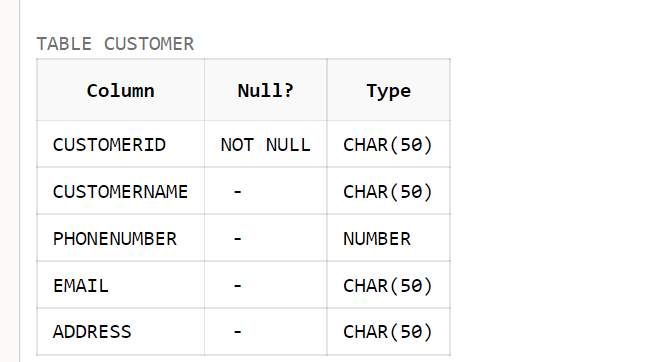 TABLE CUSTOMER
Column Null? Type
CUSTOMERID NOT NULL CHAR(50)
CUSTOMERNAME - CHAR(50)
PHONENUMBER - NUMBER
EMAIL - CHAR(50)
ADDRESS - CHAR(50)